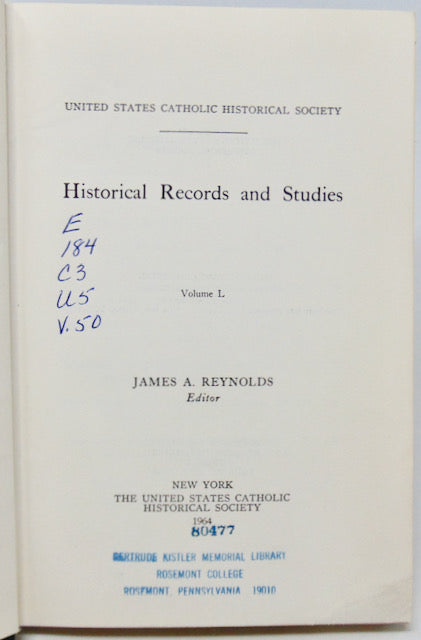 UNITED STATES CATHOLIC HISTORICAL SOCIETY
Historical Records and Studies
E
184
C3
U5
V.50
Volume L
JAMES A. REYNOLDS
Editor
NEW YORK
THE UNITED STATES CATHOLIC
HISTORICAL SOCIETY
1964
80477
GERTRUDE KISTLER MEMORIAL LIBRARY
ROSEMONT COLLEGE
ROSEMONT, PENNSYLVANIA 19010